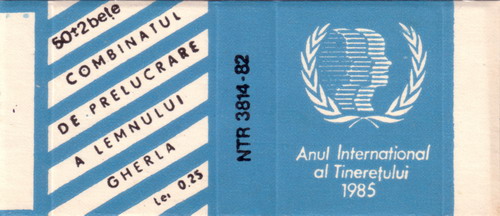 50±2 bețe
COMBINATUL
DE PRELUCRARE
A LEMNULUI
GHERLA
Lei 0.25
NTR 3814-82
Anul International
al Tineretului
1985